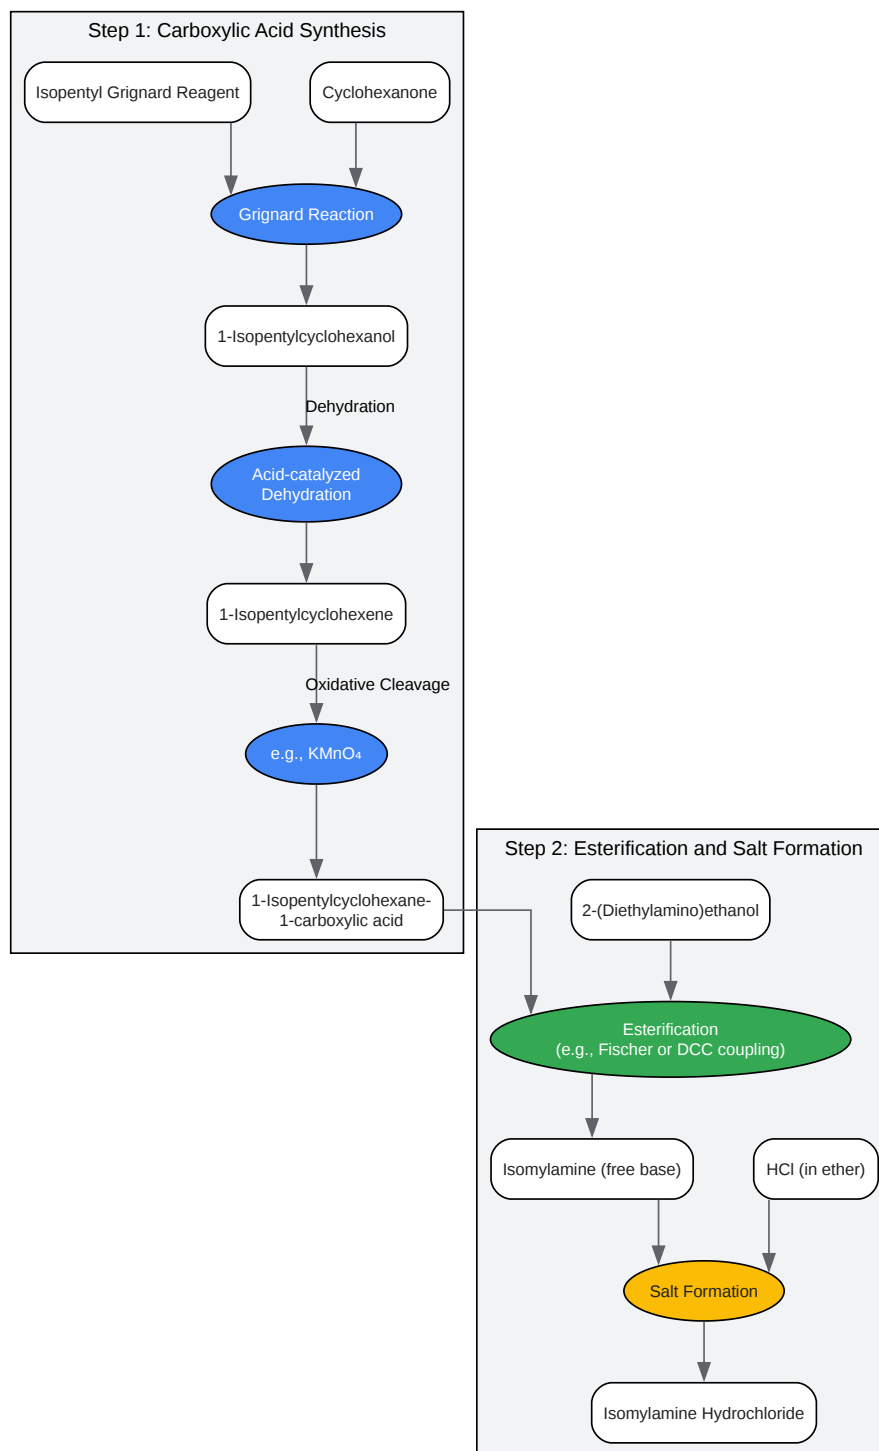 Step 1: Carboxylic Acid Synthesis
Isopentyl Grignard Reagent
Cyclohexanone
Grignard Reaction
1-Isopentylcyclohexanol
Dehydration
Acid-catalyzed
Dehydration
1-Isopentylcyclohexene
Oxidative Cleavage
e.g., KMnO₄
1-Isopentylcyclohexane-
1-carboxylic acid
Step 2: Esterification and Salt Formation
2-(Diethylamino)ethanol
Esterification
(e.g., Fischer or DCC coupling)
Isomylamine (free base)
HCl (in ether)
Salt Formation
Isomylamine Hydrochloride